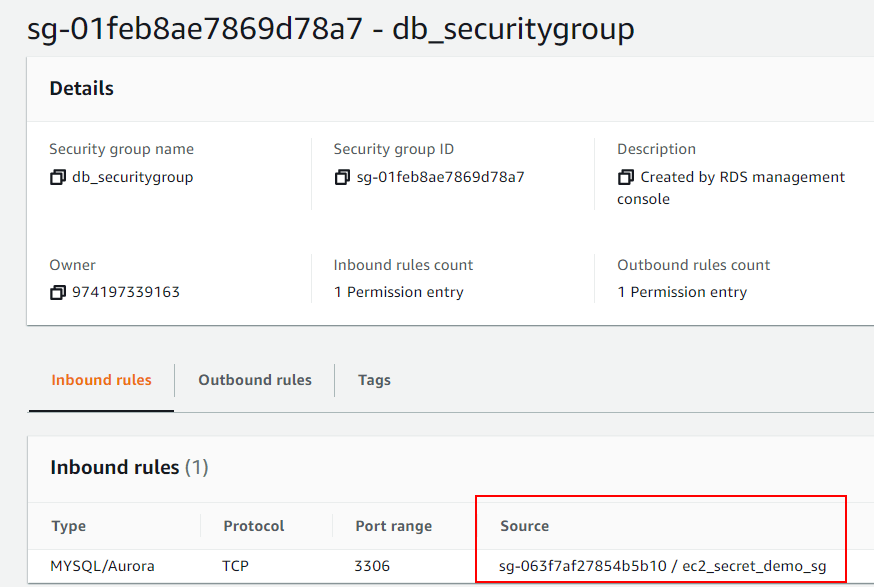 sg-01feb8ae7869d78a7 - db_securitygroup
Details
Security group name
db_securitygroup
Security group ID
sg-01feb8ae7869d78a7
Description
Created by RDS management
console
Owner
974197339163
Inbound rules count
1 Permission entry
Outbound rules count
1 Permission entry
Inbound rules
Outbound rules
Tags
Inbound rules (1)
Type Protocol Port range Source
MYSQL/Aurora TCP 3306 sg-063f7af27854b5b10 / ec2_secret_demo_sg